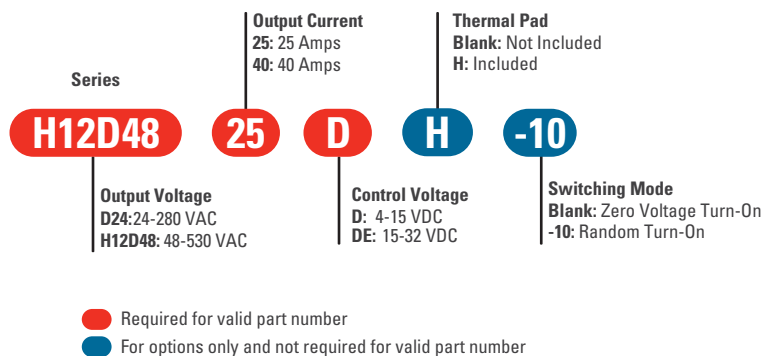 Output Current
25: 25 Amps
40: 40 Amps
Thermal Pad
Blank: Not Included
H: Included
Series
H12D48
25
D
H
-10
Output Voltage
D24:24-280 VAC
H12D48: 48-530 VAC
Control Voltage
D: 4-15 VDC
DE: 15-32 VDC
Switching Mode
Blank: Zero Voltage Turn-On
-10: Random Turn-On
Required for valid part number
For options only and not required for valid part number